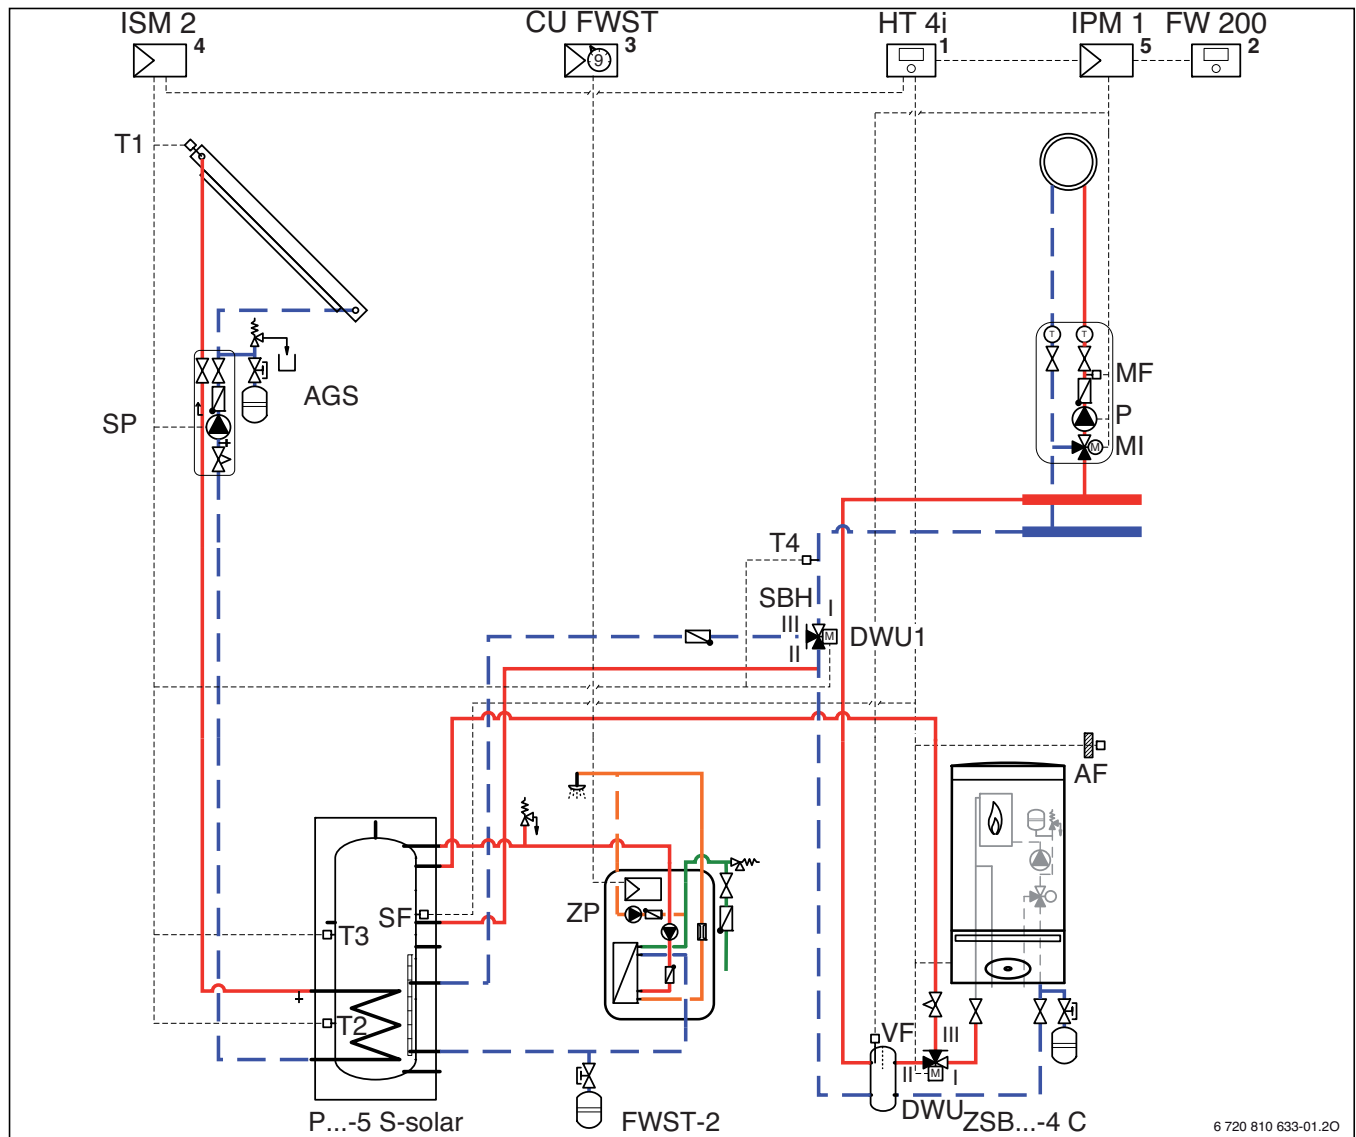 ISM 2
4
CU FWST
3
9
HT 4i
1
IPM 1
5
FW 200
2
T1
AGS
SP
T
T
MF
P
MI
M
T4
SBH
I
III
II
M
DWU1
AF
SF
T3
T2
ZP
VF
III
II
I
M
DWU
P...-5 S-solar
FWST-2
ZSB...-4 C
6 720 810 633-01.2O